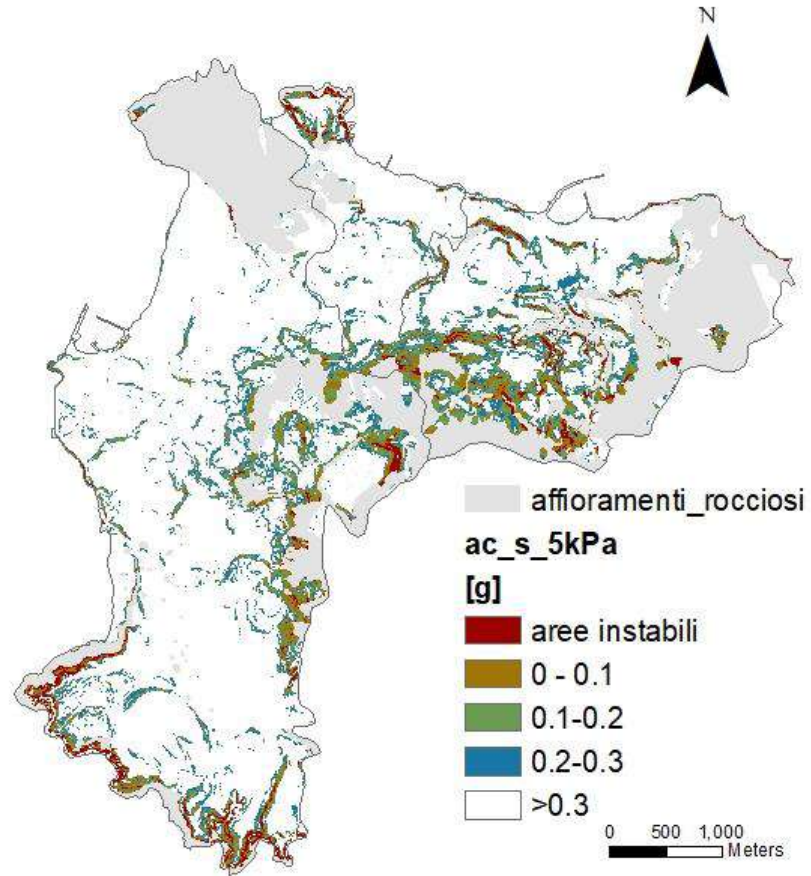 N
affioramenti_rocciosi
ac_s_5kPa
[g]
aree instabili
0 - 0.1
0.1-0.2
0.2-0.3
>0.3
0 500 1,000
Meters